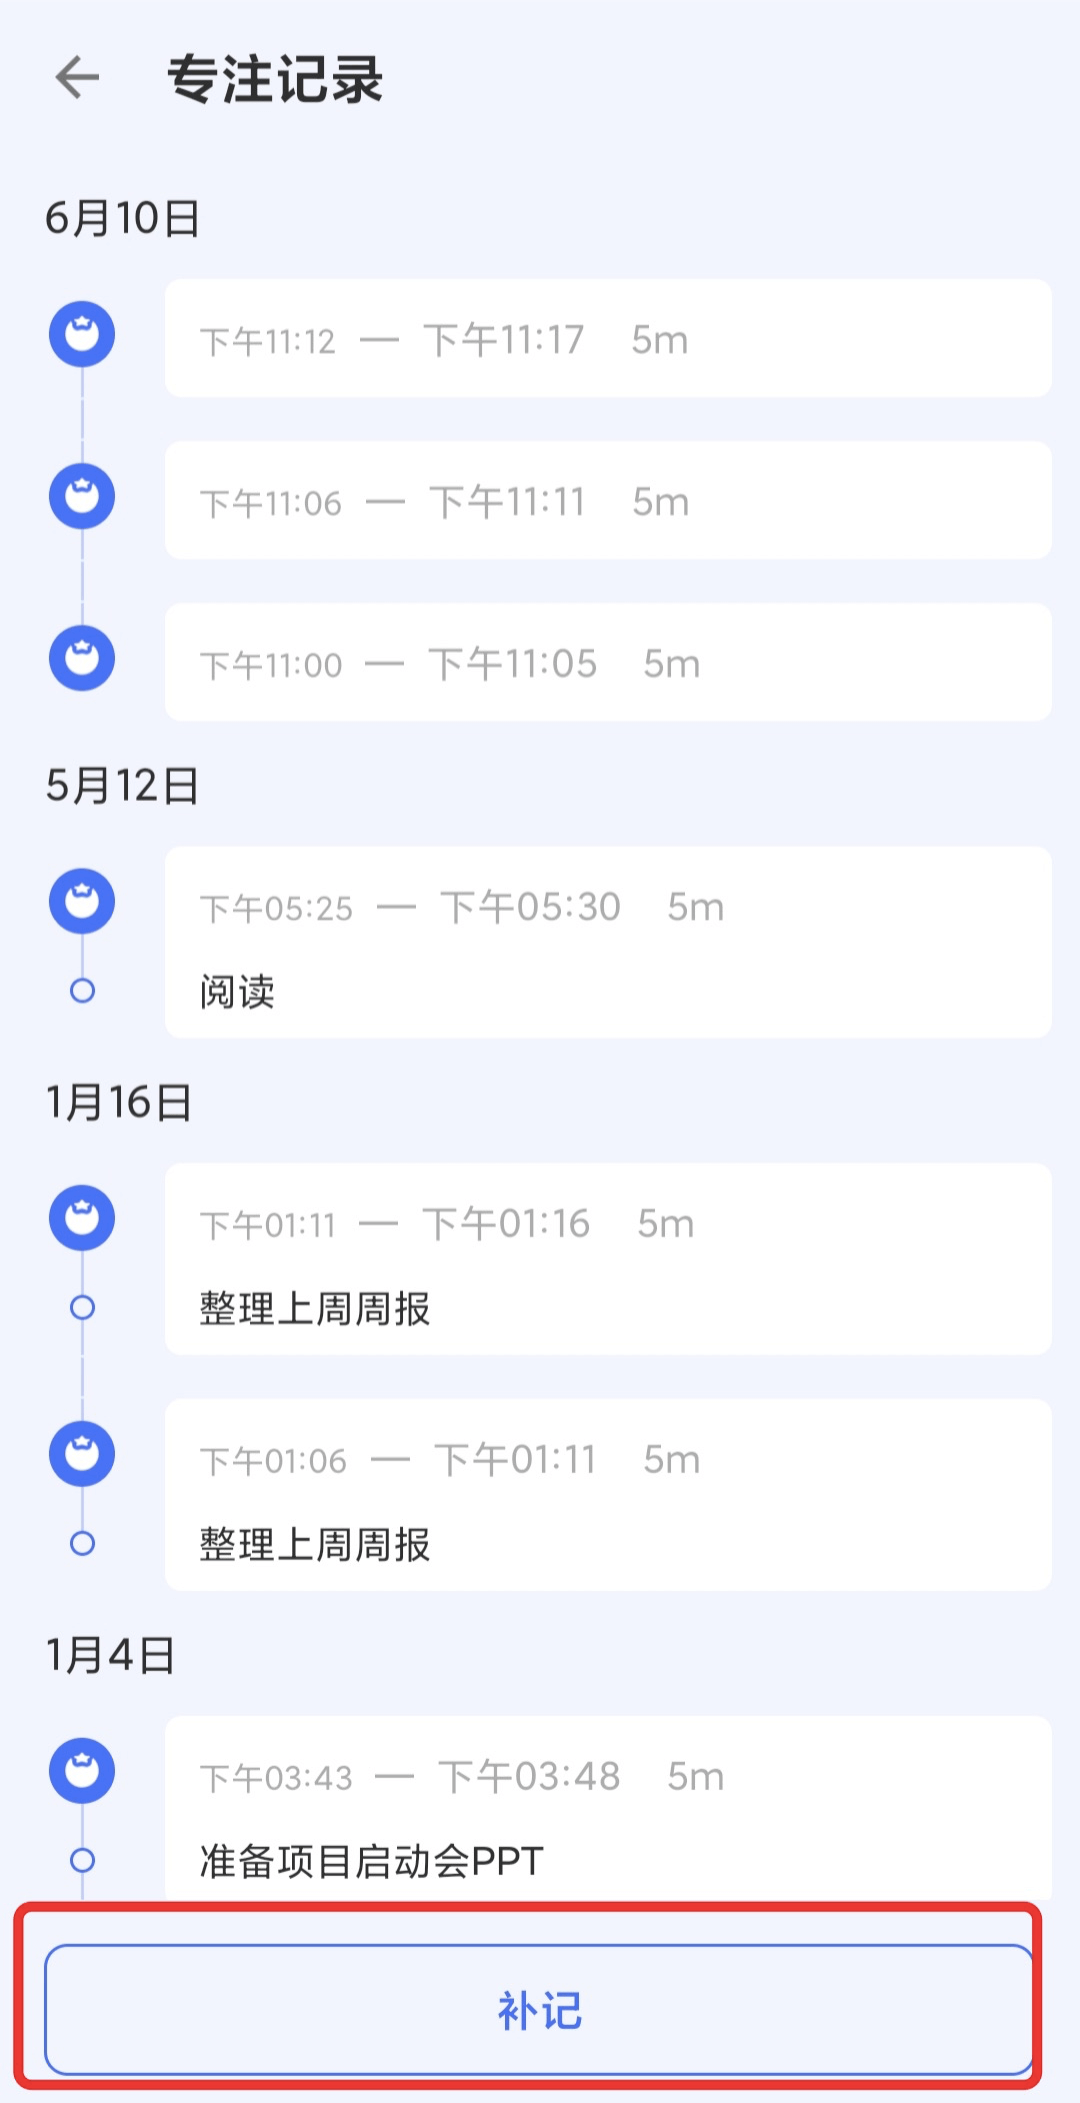 专注记录
6月10日
下午11:12 — 下午11:17 5m
下午11:06 — 下午11:11 5m
下午11:00 — 下午11:05 5m
5月12日
下午05:25 — 下午05:30 5m
阅读
1月16日
下午01:11 — 下午01:16 5m
整理上周周报
下午01:06 — 下午01:11 5m
整理上周周报
1月4日
下午03:43 — 下午03:48 5m
准备项目启动会PPT
补记